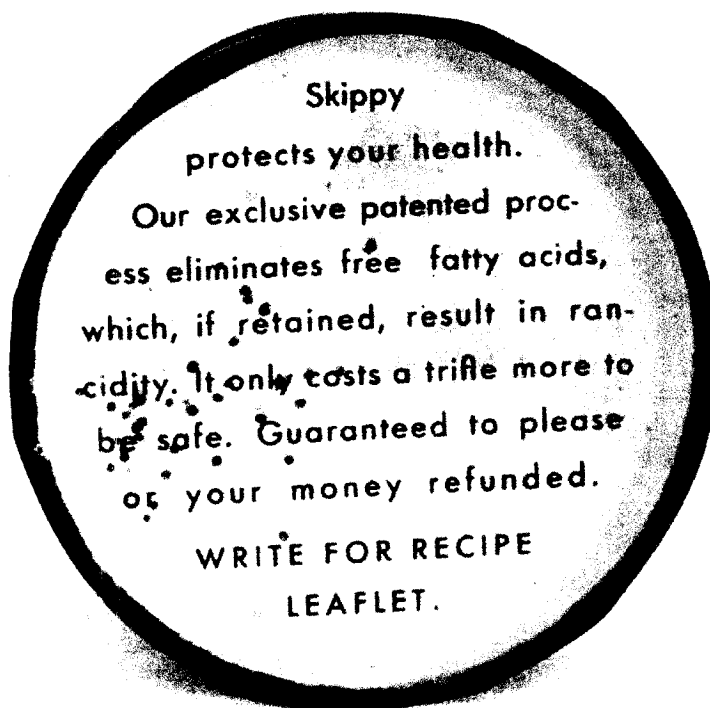 Skippy
protects your health.
Our exclusive patented proc-
ess eliminates free fatty acids,
which, if retained, result in ran-
cidity. It only costs a trifle more to
be safe. Guaranteed to please
or your money refunded.
WRITE FOR RECIPE
LEAFLET.